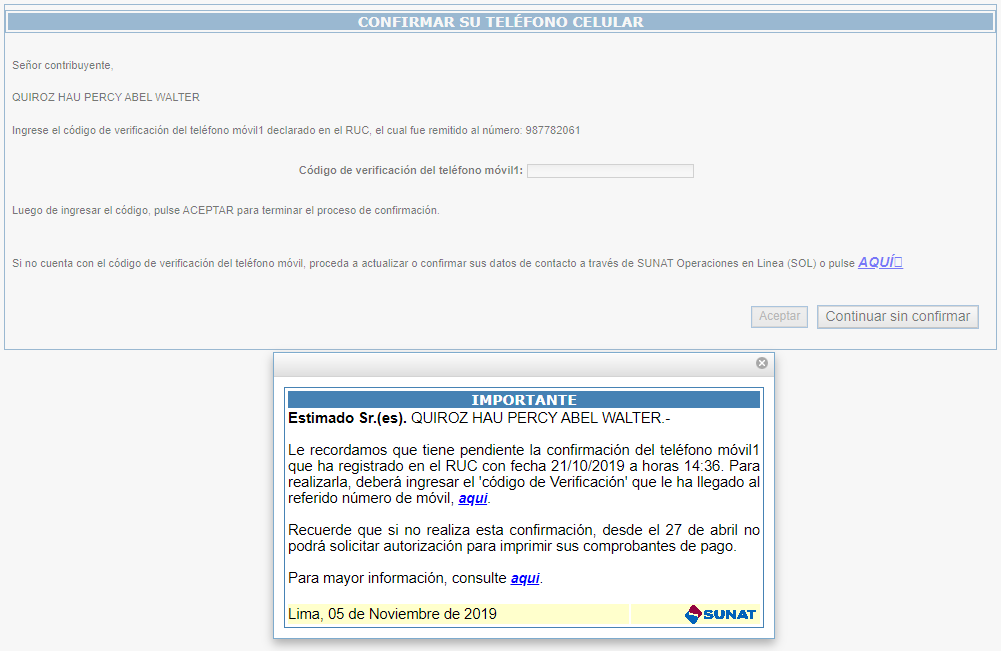 CONFIRMAR SU TELÉFONO CELULAR
Señor contribuyente,
QUIROZ HAU PERCY ABEL WALTER
Ingrese el código de verificación del teléfono móvil1 declarado en el RUC, el cual fue remitido al número: 987782061
Código de verificación del teléfono móvil1:
Luego de ingresar el código, pulse ACEPTAR para terminar el proceso de confirmación.
Si no cuenta con el código de verificación del teléfono móvil, proceda a actualizar o confirmar sus datos de contacto a través de SUNAT Operaciones en Linea (SOL) o pulse AQUÍ
Aceptar Continuar sin confirmar
IMPORTANTE
Estimado Sr.(es). QUIROZ HAU PERCY ABEL WALTER.-
Le recordamos que tiene pendiente la confirmación del teléfono móvil1
que ha registrado en el RUC con fecha 21/10/2019 a horas 14:36. Para
realizarla, deberá ingresar el 'código de Verificación' que le ha llegado al
referido número de móvil, aqui.
Recuerde que si no realiza esta confirmación, desde el 27 de abril no
podrá solicitar autorización para imprimir sus comprobantes de pago.
Para mayor información, consulte aqui.
Lima, 05 de Noviembre de 2019 SUNAT